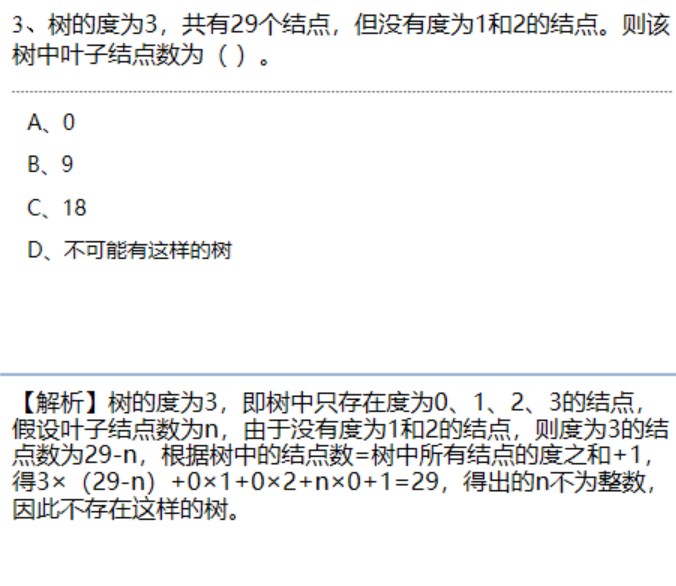 3、树的度为3，共有29个结点，但没有度为1和2的结点。则该
树中叶子结点数为（ ）。
A、0
B、9
C、18
D、不可能有这样的树
【解析】树的度为3，即树中只存在度为0、1、2、3的结点，
假设叶子结点数为n，由于没有度为1和2的结点，则度为3的结
点数为29-n，根据树中的结点数=树中所有结点的度之和+1，
得3×（29-n）+0×1+0×2+n×0+1=29，得出的n不为整数，
因此不存在这样的树。